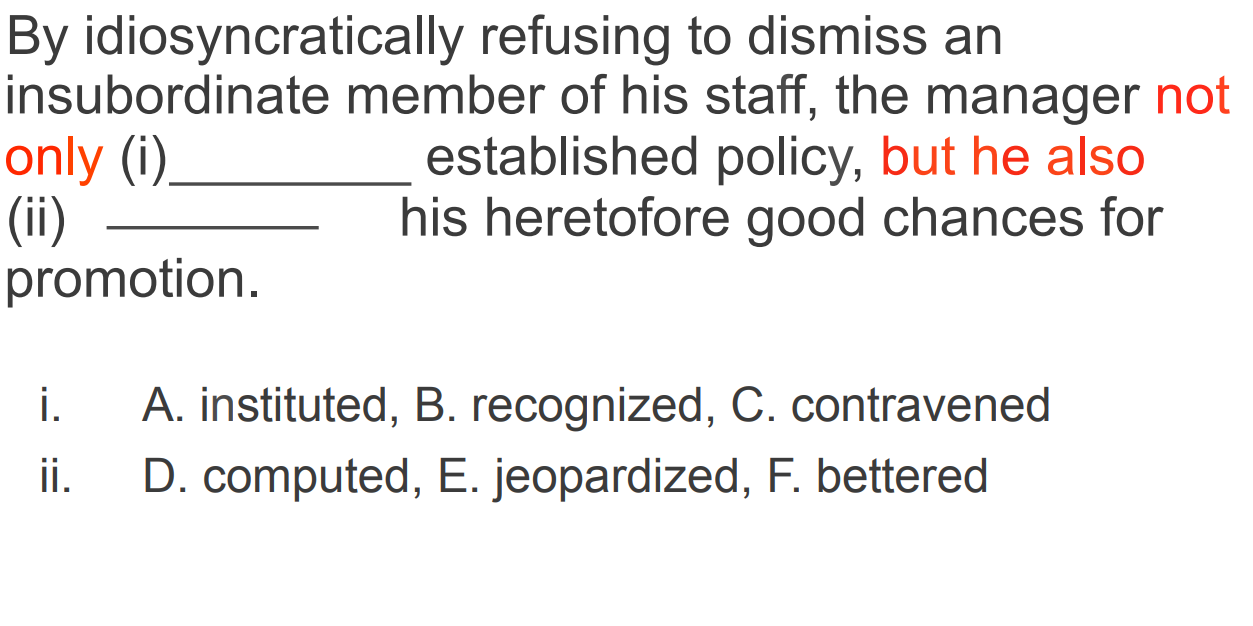 By idiosyncratically refusing to dismiss an
insubordinate member of his staff, the manager not
only (i)_________ established policy, but he also
(ii) ________ his heretofore good chances for
promotion.
i. A. instituted, B. recognized, C. contravened
ii. D. computed, E. jeopardized, F. bettered